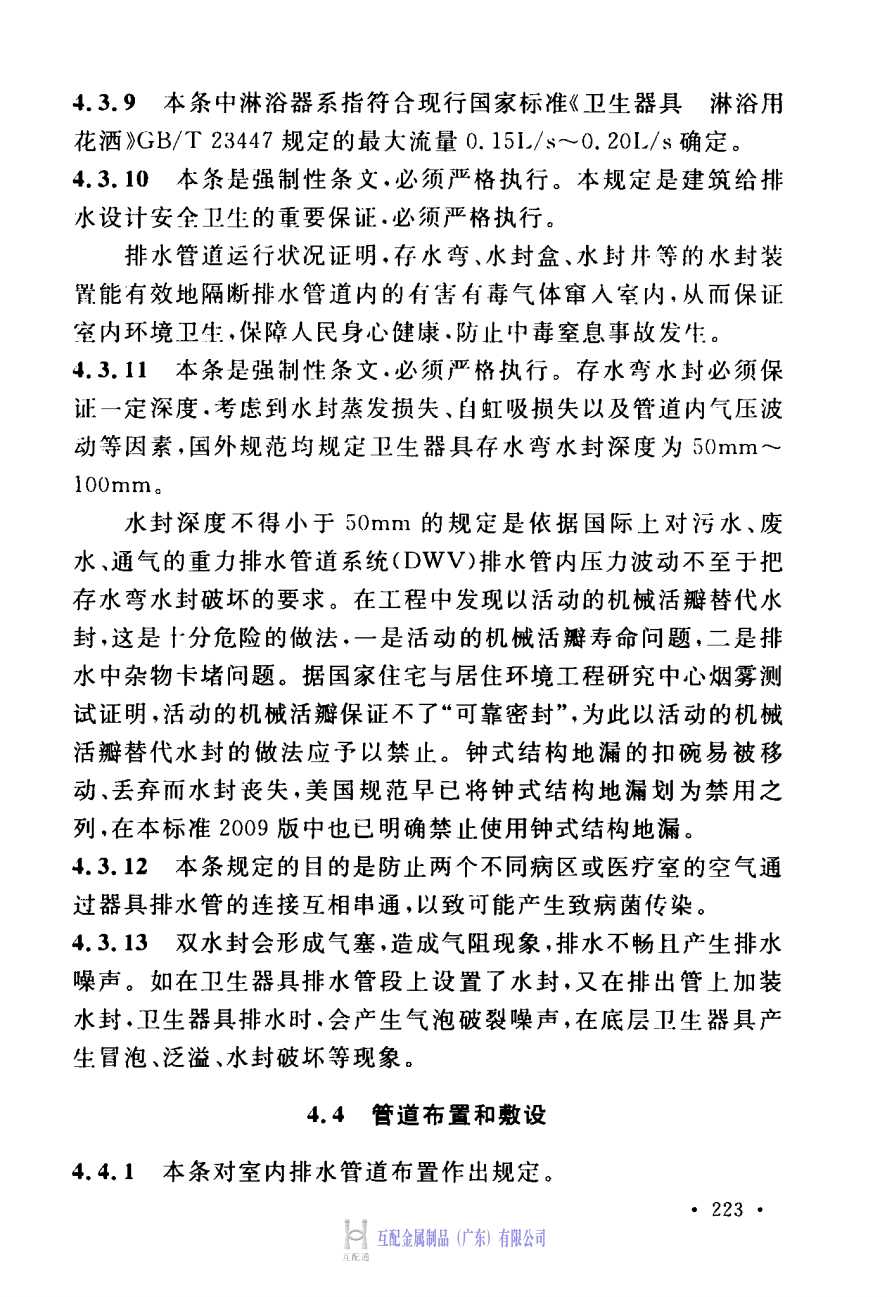 4.3.9　本条中淋浴器系指符合现行国家标准《卫生器具　淋浴用
花洒》GB/T 23447 规定的最大流量 0.15L/s～0.20L/s 确定。
4.3.10　本条是强制性条文,必须严格执行。本规定是建筑给排
水设计安全卫生的重要保证,必须严格执行。
排水管道运行状况证明,存水弯、水封盒、水封井等的水封装
置能有效地隔断排水管道内的有害有毒气体窜入室内,从而保证
室内环境卫生,保障人民身心健康,防止中毒窒息事故发生。
4.3.11　本条是强制性条文,必须严格执行。存水弯水封必须保
证一定深度,考虑到水封蒸发损失、自虹吸损失以及管道内气压波
动等因素,国外规范均规定卫生器具存水弯水封深度为 50mm～
100mm。
水封深度不得小于 50mm 的规定是依据国际上对污水、废
水、通气的重力排水管道系统(DWV)排水管内压力波动不至于把
存水弯水封破坏的要求。在工程中发现以活动的机械活瓣替代水
封,这是十分危险的做法,一是活动的机械活瓣寿命问题,二是排
水中杂物卡堵问题。据国家住宅与居住环境工程研究中心烟雾测
试证明,活动的机械活瓣保证不了“可靠密封”,为此以活动的机械
活瓣替代水封的做法应予以禁止。钟式结构地漏的扣碗易被移
动、丢弃而水封丧失,美国规范早已将钟式结构地漏划为禁用之
列,在本标准 2009 版中也已明确禁止使用钟式结构地漏。
4.3.12　本条规定的目的是防止两个不同病区或医疗室的空气通
过器具排水管的连接互相串通,以致可能产生致病菌传染。
4.3.13　双水封会形成气塞,造成气阻现象,排水不畅且产生排水
噪声。如在卫生器具排水管段上设置了水封,又在排出管上加装
水封,卫生器具排水时,会产生气泡破裂噪声,在底层卫生器具产
生冒泡、泛溢、水封破坏等现象。
4.4　管道布置和敷设
4.4.1　本条对室内排水管道布置作出规定。
• 223 •
互配金属制品（广东）有限公司
互配通